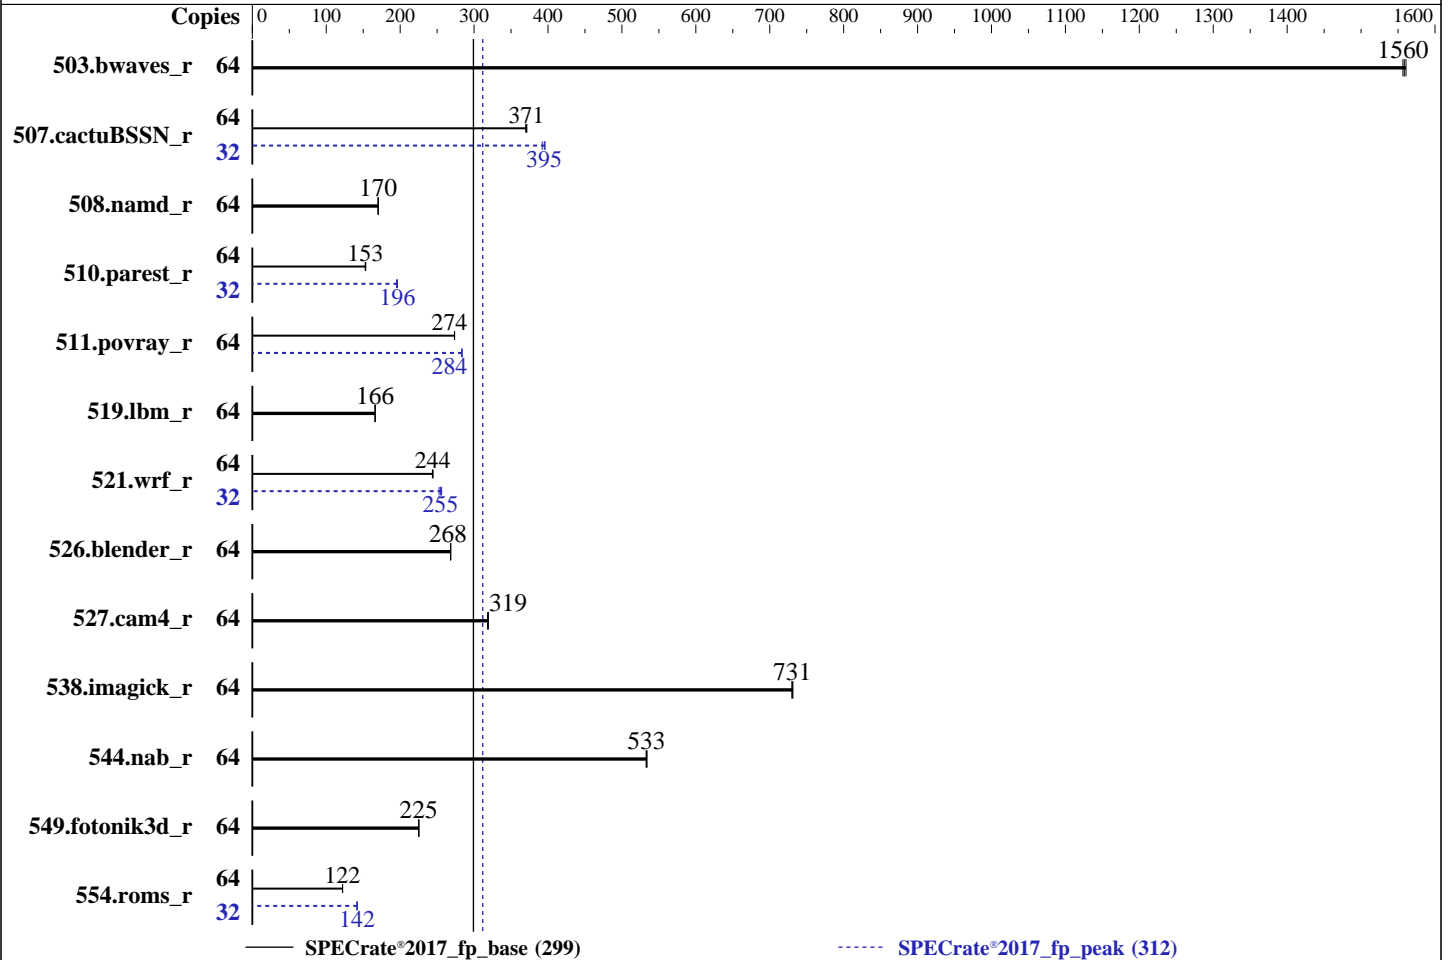 Copies 0 100 200 300 400 500 600 700 800 900 1000 1100 1200 1300 1400 1600
503.bwaves_r 64 1560
507.cactuBSSN_r 64 371
32 395
508.namd_r 64 170
510.parest_r 64 153
32 196
511.povray_r 64 274
284
519.lbm_r 64 166
521.wrf_r 64 244
32 255
526.blender_r 64 268
527.cam4_r 64 319
538.imagick_r 64 731
544.nab_r 64 533
549.fotonik3d_r 64 225
554.roms_r 64 122
32 142
SPECrate®2017_fp_base (299) SPECrate®2017_fp_peak (312)